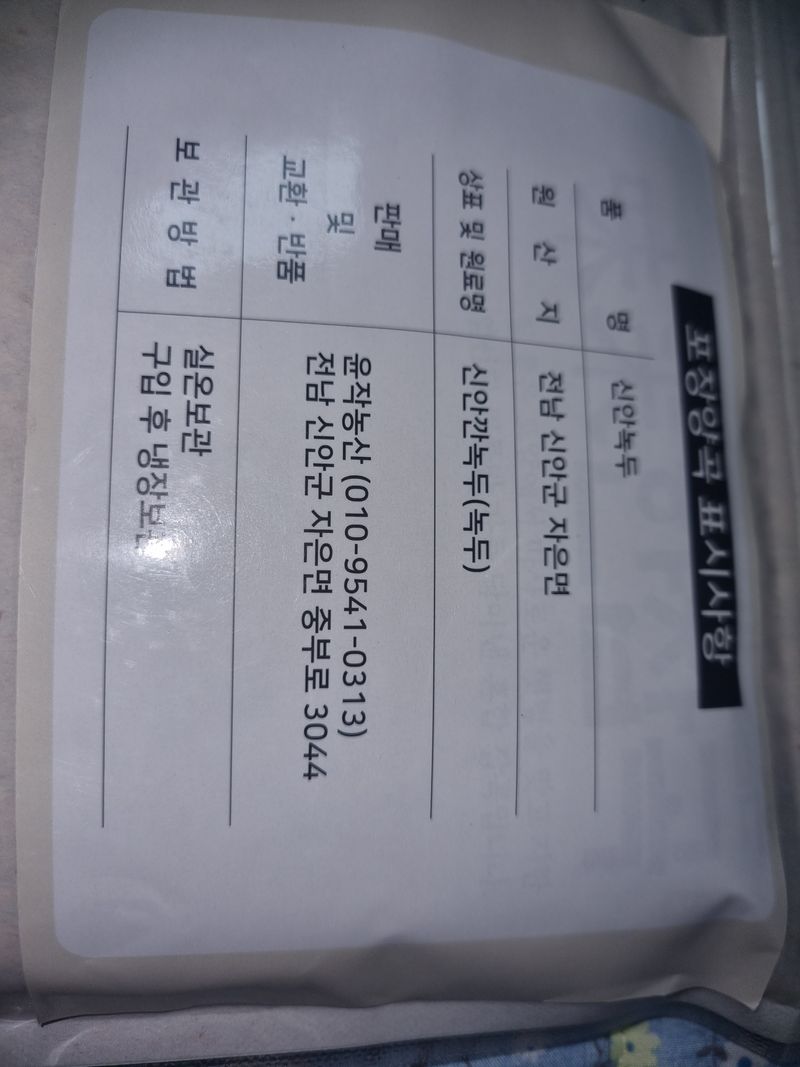 포장양곡 표시사항
품 명 신안녹두
원 산 지 전남 신안군 자은면
상표 및 원료명 신안깐녹두(녹두)
판매
및
교환 · 반품
윤작농산 (010-9541-0313)
전남 신안군 자은면 중부로 3044
보 관 방 법
실온보관
구입 후 냉장보